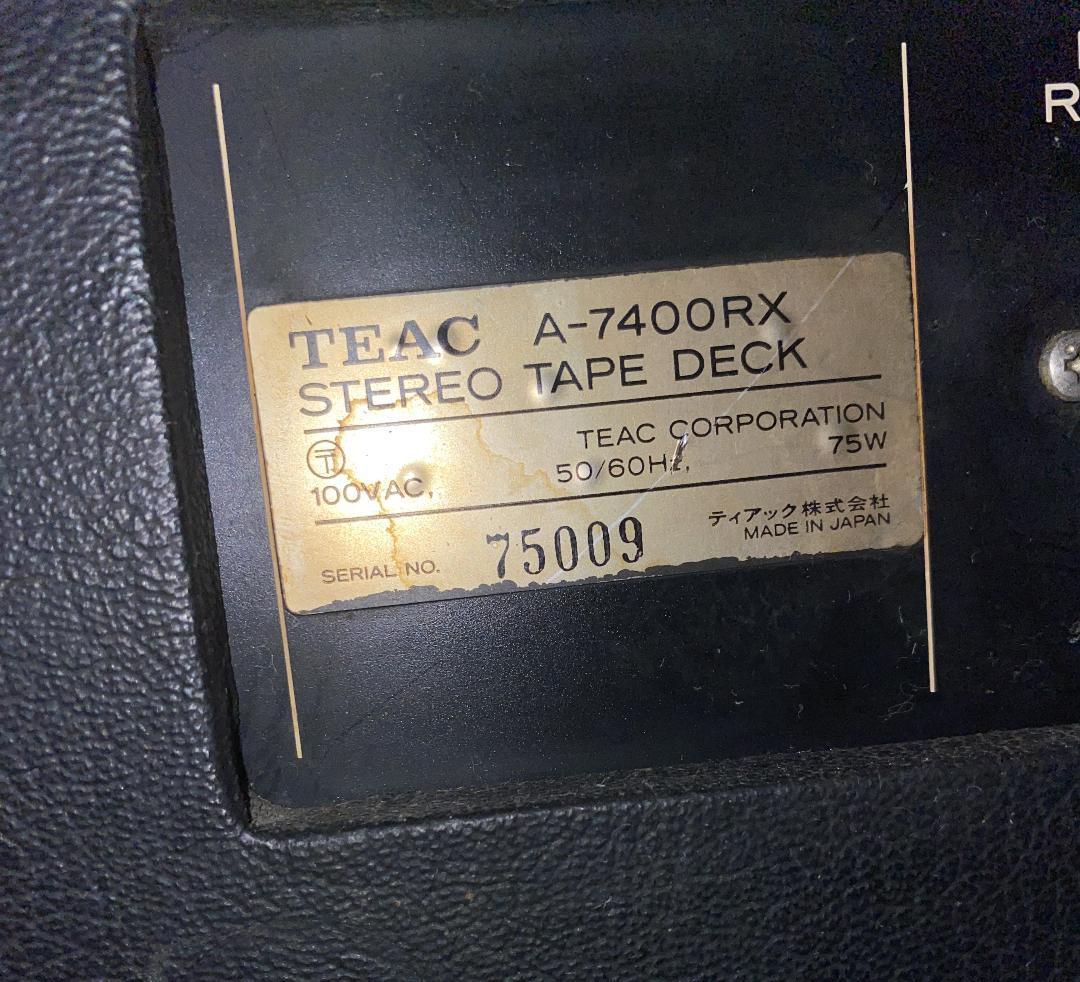 TEAC A-7400RX
STEREO TAPE DECK
TEAC CORPORATION
〒
100VAC, 50/60Hz, 75W
ティアック株式会社
SERIAL NO. 75009 MADE IN JAPAN
R